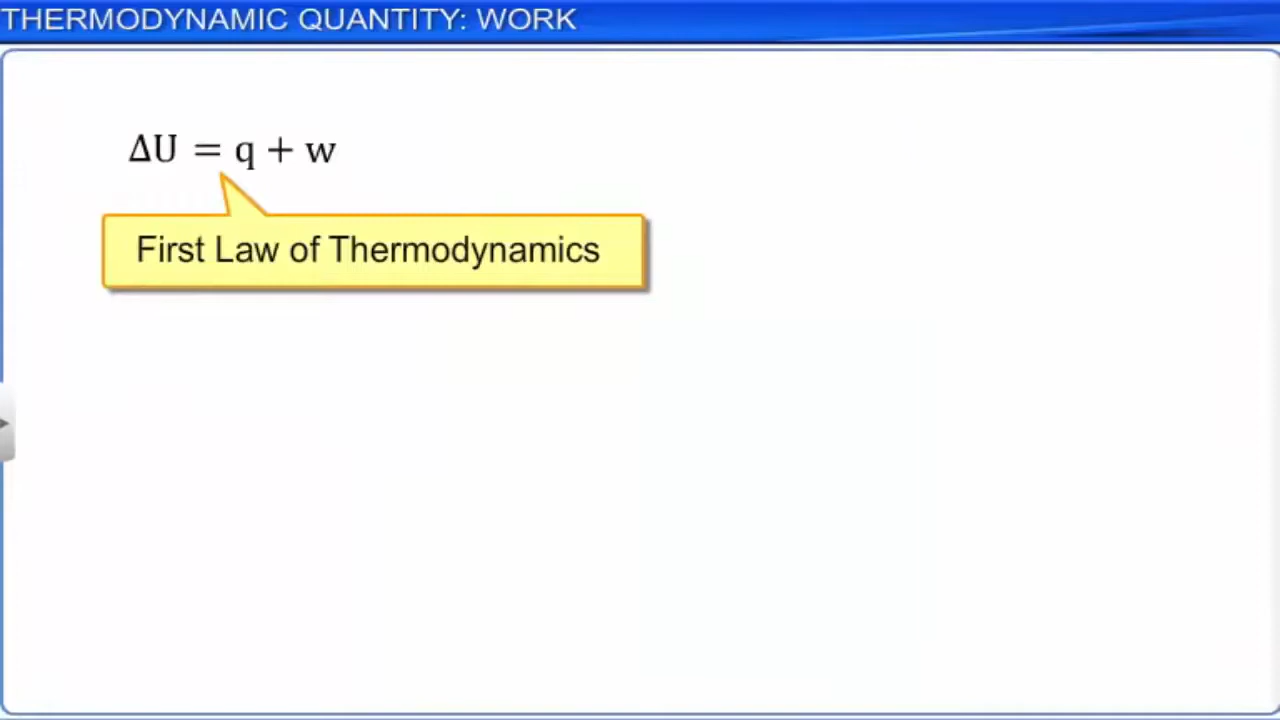 THERMODYNAMIC QUANTITY: WORK
ΔU = q + w
First Law of Thermodynamics